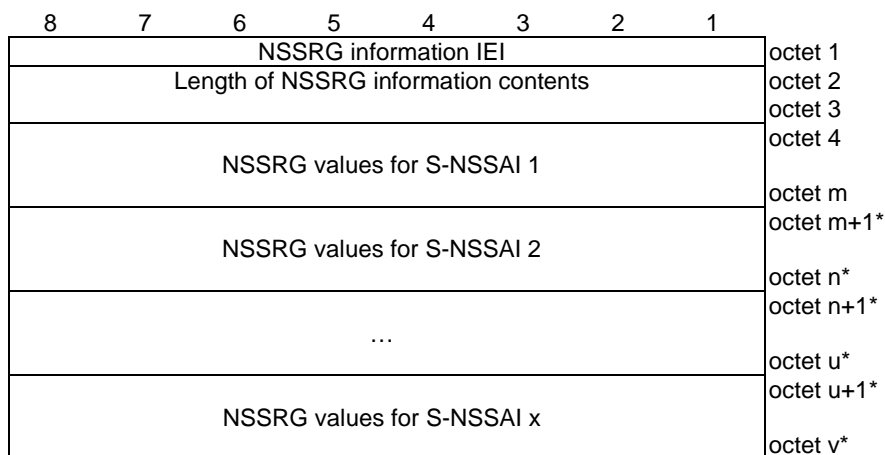 8 7 6 5 4 3 2 1
NSSRG information IEI octet 1
Length of NSSRG information contents octet 2
octet 3
octet 4
NSSRG values for S-NSSAI 1
octet m
octet m+1*
NSSRG values for S-NSSAI 2
octet n*
octet n+1*
…
octet u*
octet u+1*
NSSRG values for S-NSSAI x
octet v*